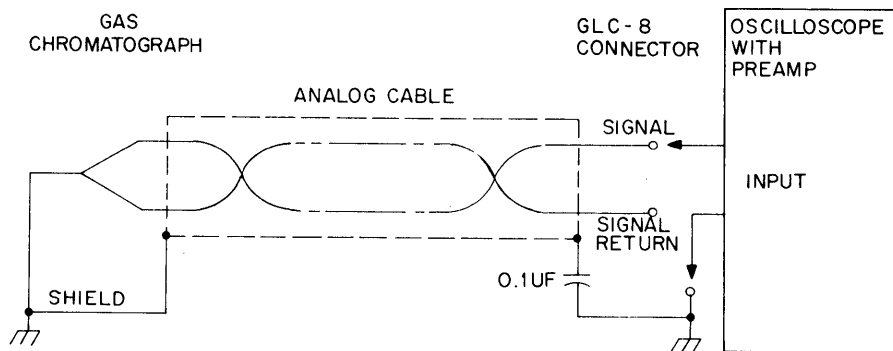 GAS
CHROMATOGRAPH
GLC-8
CONNECTOR
OSCILLOSCOPE
WITH
PREAMP
ANALOG CABLE
SIGNAL
INPUT
SIGNAL
RETURN
0.1UF
SHIELD